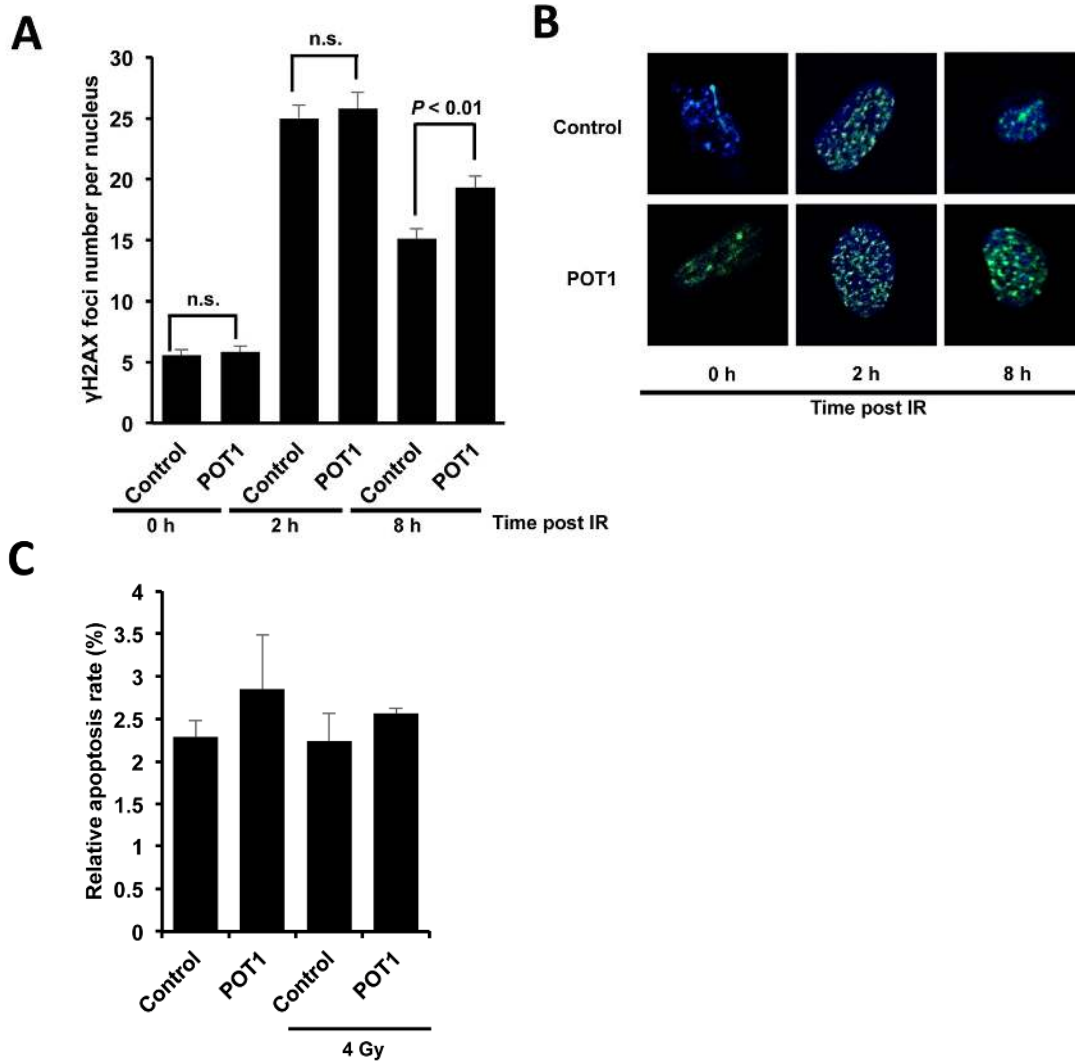 A
n.s.
P < 0.01
n.s.
γH2AX foci number per nucleus
30
25
20
15
10
5
0
Control
POT1
Control
POT1
Control
POT1
0 h
2 h
8 h
Time post IR
B
Control
POT1
0 h
2 h
8 h
Time post IR
C
Relative apoptosis rate (%)
4
3.5
3
2.5
2
1.5
1
0.5
0
Control
POT1
Control
POT1
4 Gy